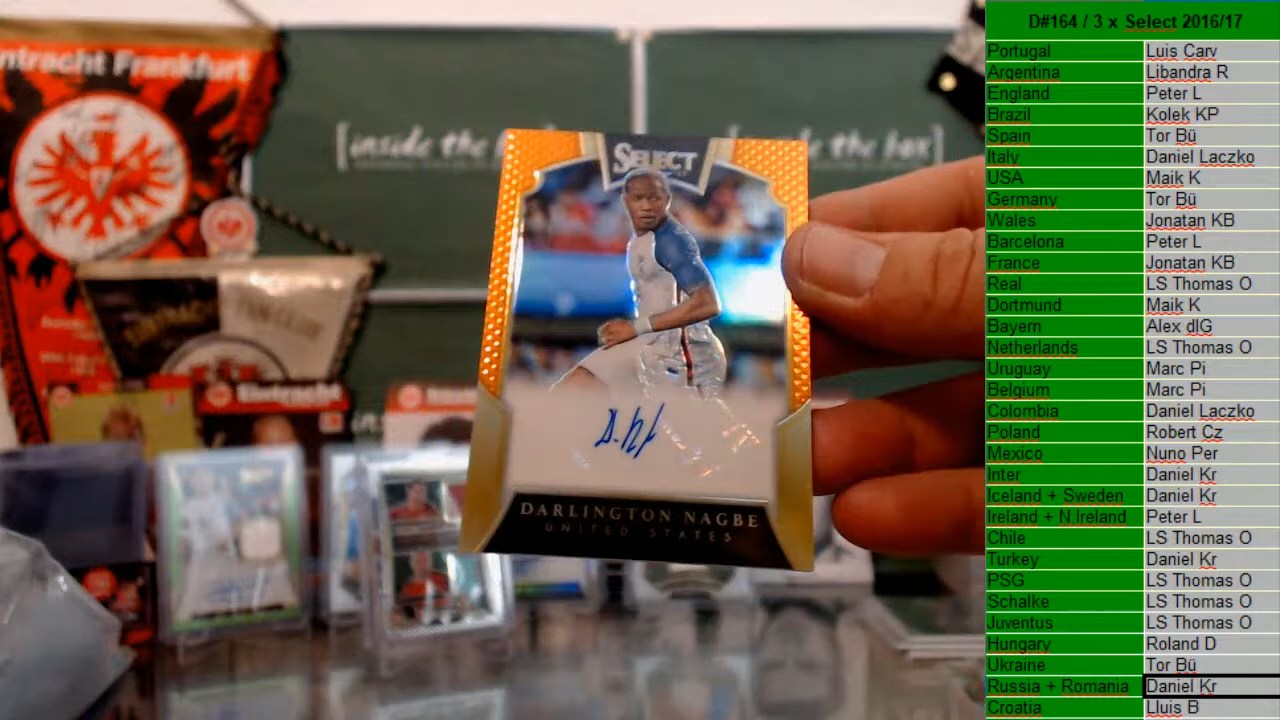 Eintracht Frankfurt
[inside the
the box]
SELECT
DARLINGTON NAGBE
UNITED STATES
D#164 / 3 x Select 2016/17
Portugal Luis Carv
Argentina Libandra R
England Peter L
Brazil Kolek KP
Spain Tor Bü
Italy Daniel Laczko
USA Maik K
Germany Tor Bü
Wales Jonatan KB
Barcelona Peter L
France Jonatan KB
Real LS Thomas O
Dortmund Maik K
Bayern Alex dlG
Netherlands LS Thomas O
Uruguay Marc Pi
Belgium Marc Pi
Colombia Daniel Laczko
Poland Robert Cz
Mexico Nuno Per
Inter Daniel Kr
Iceland + Sweden Daniel Kr
Ireland + N.Ireland Peter L
Chile LS Thomas O
Turkey Daniel Kr
PSG LS Thomas O
Schalke LS Thomas O
Juventus LS Thomas O
Hungary Roland D
Ukraine Tor Bü
Russia + Romania Daniel Kr
Croatia Lluis B